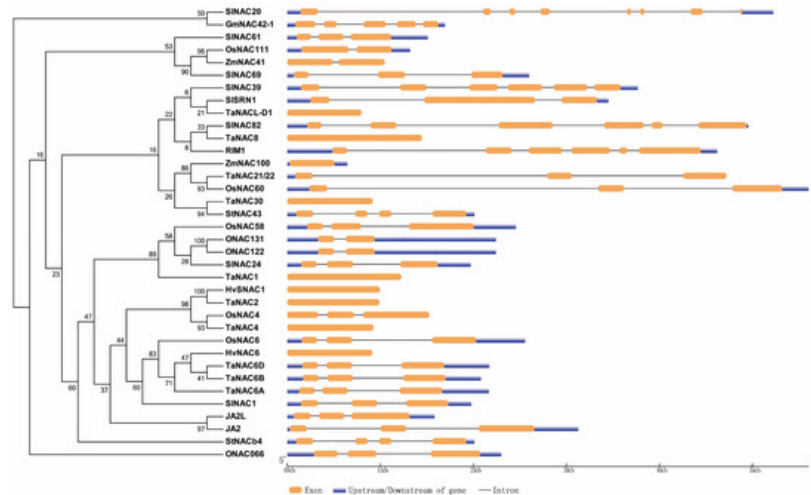 SlNAC20
GmNAC42-1
SlNAC61
OsNAC111
ZmNAC41
SlNAC69
SlNAC39
SlSRN1
TaNACL-D1
SlNAC82
TaNAC8
RIM1
ZmNAC100
TaNAC21/22
OsNAC60
TaNAC30
StNAC43
OsNAC58
ONAC131
ONAC122
SlNAC24
TaNAC1
HvSNAC1
TaNAC2
OsNAC4
TaNAC4
OsNAC6
HvNAC6
TaNAC6D
TaNAC6B
TaNAC6A
SlNAC1
JA2L
JA2
StNACb4
ONAC066
50
53
96
90
6
22
21
33
8
16
16
86
93
26
94
23
58
100
28
89
100
98
93
47
44
83
47
41
71
60
37
97
60
5'
0kb 1kb 2kb 3kb 4kb 5kb
Exon Upstream/Downstream of gene Intron